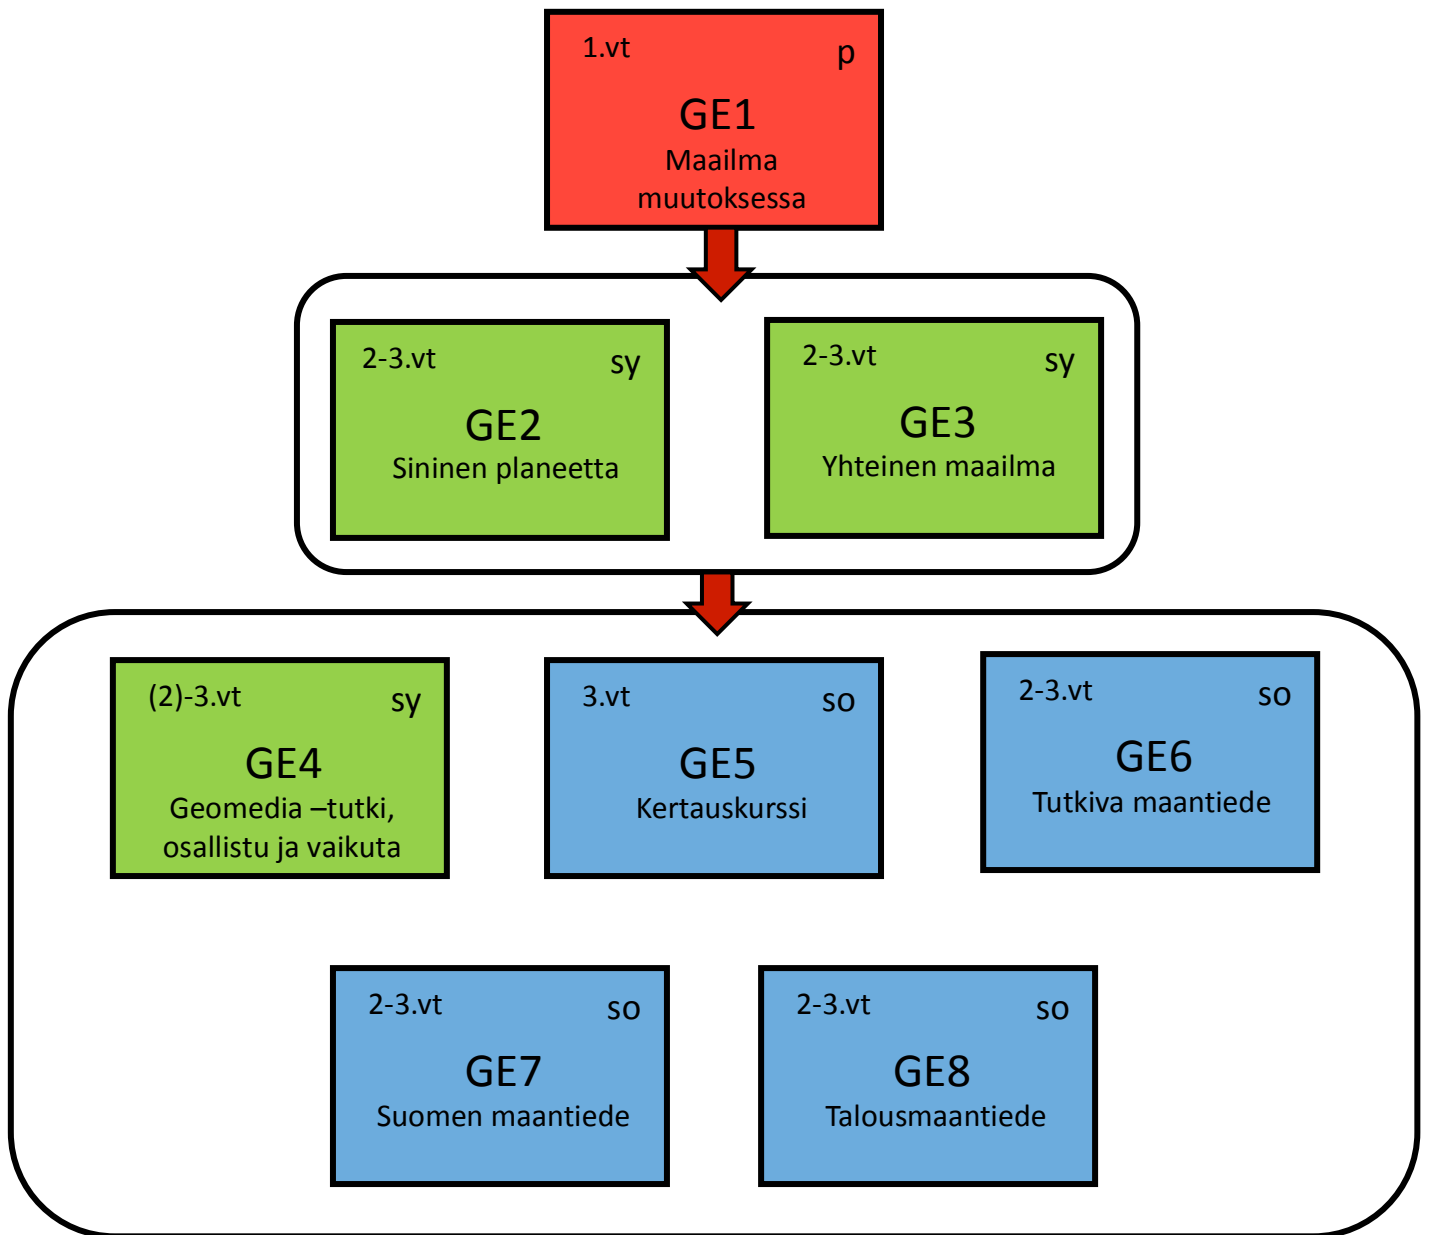 1.vt
p
GE1
Maailma
muutoksessa
2-3.vt
sy
GE2
Sininen planeetta
2-3.vt
sy
GE3
Yhteinen maailma
(2)-3.vt
sy
GE4
Geomedia –tutki,
osallistu ja vaikuta
3.vt
so
GE5
Kertauskurssi
2-3.vt
so
GE6
Tutkiva maantiede
2-3.vt
so
GE7
Suomen maantiede
2-3.vt
so
GE8
Talousmaantiede